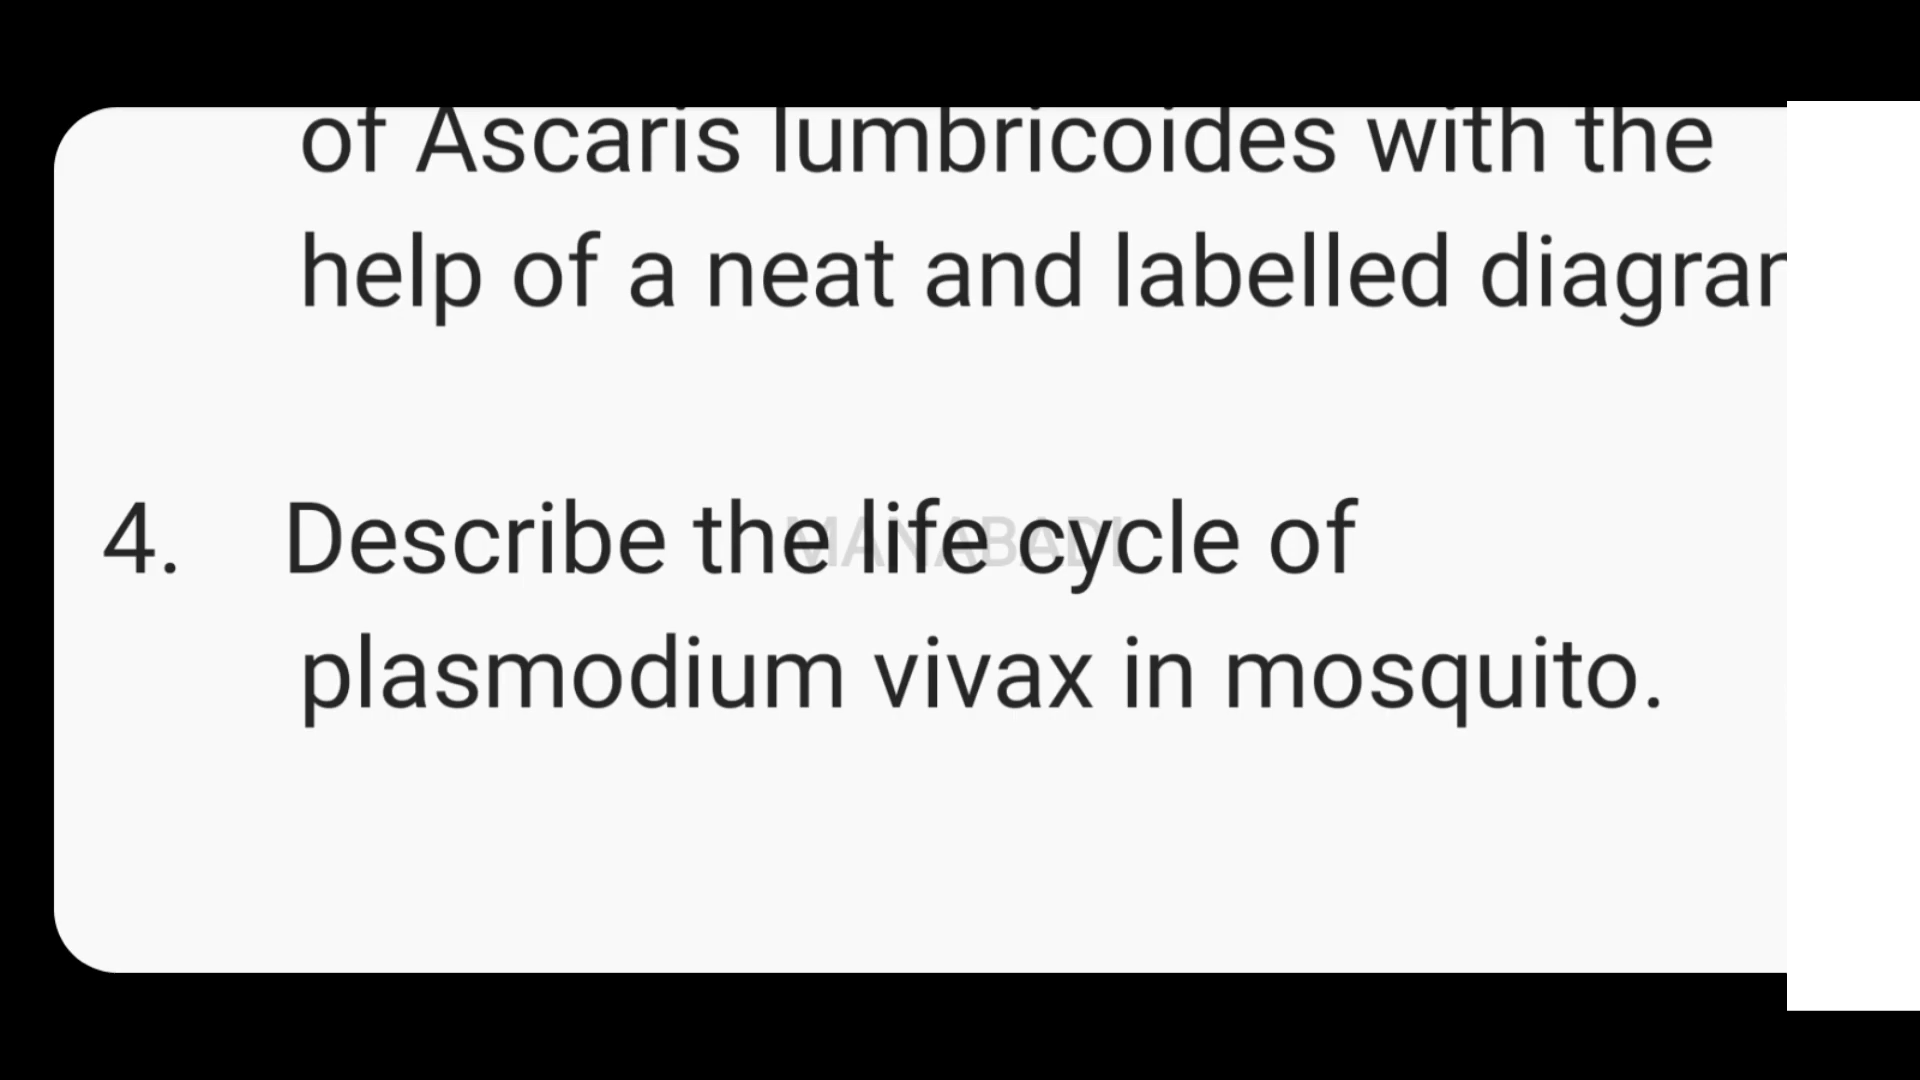 of Ascaris lumbricoides with the
help of a neat and labelled
4. Describe the life cycle of
MANABADI
plasmodium vivax in mosquito.